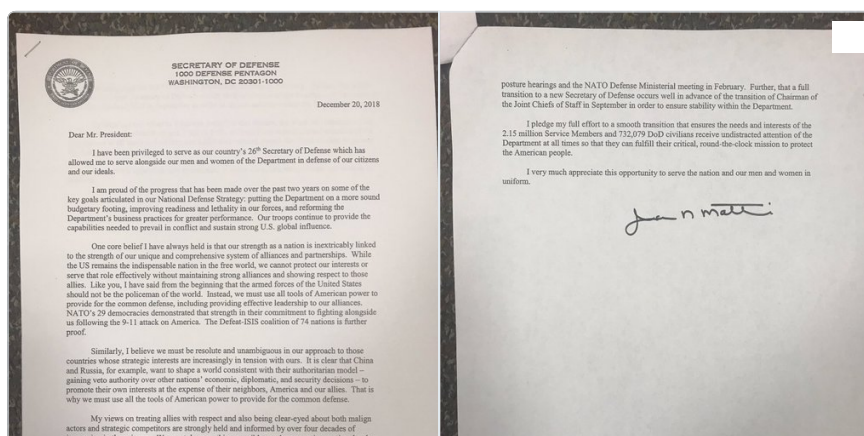 SECRETARY OF DEFENSE
1000 DEFENSE PENTAGON
WASHINGTON, DC 20301-1000
December 20, 2018
Dear Mr. President:
I have been privileged to serve as our country's 26th Secretary of Defense which has
allowed me to serve alongside our men and women of the Department in defense of our citizens
and our ideals.
I am proud of the progress that has been made over the past two years on some of the
key goals articulated in our National Defense Strategy: putting the Department on a more sound
budgetary footing, improving readiness and lethality in our forces, and reforming the
Department's business practices for greater performance. Our troops continue to provide the
capabilities needed to prevail in conflict and sustain strong U.S. global influence.
One core belief I have always held is that our strength as a nation is inextricably linked
to the strength of our unique and comprehensive system of alliances and partnerships. While
the US remains the indispensable nation in the free world, we cannot protect our interests or
serve that role effectively without maintaining strong alliances and showing respect to those
allies. Like you, I have said from the beginning that the armed forces of the United States
should not be the policeman of the world. Instead, we must use all tools of American power to
provide for the common defense, including providing effective leadership to our alliances.
NATO's 29 democracies demonstrated that strength in their commitment to fighting alongside
us following the 9-11 attack on America. The Defeat-ISIS coalition of 74 nations is further
proof.
Similarly, I believe we must be resolute and unambiguous in our approach to those
countries whose strategic interests are increasingly in tension with ours. It is clear that China
and Russia, for example, want to shape a world consistent with their authoritarian model –
gaining veto authority over other nations' economic, diplomatic, and security decisions – to
promote their own interests at the expense of their neighbors, America and our allies. That is
why we must use all the tools of American power to provide for the common defense.
My views on treating allies with respect and also being clear-eyed about both malign
actors and strategic competitors are strongly held and informed by over four decades of
posture hearings and the NATO Defense Ministerial meeting in February. Further, that a full
transition to a new Secretary of Defense occurs well in advance of the transition of Chairman of
the Joint Chiefs of Staff in September in order to ensure stability within the Department.
I pledge my full effort to a smooth transition that ensures the needs and interests of the
2.15 million Service Members and 732,079 DoD civilians receive undistracted attention of the
Department at all times so that they can fulfill their critical, round-the-clock mission to protect
the American people.
I very much appreciate this opportunity to serve the nation and our men and women in
uniform.